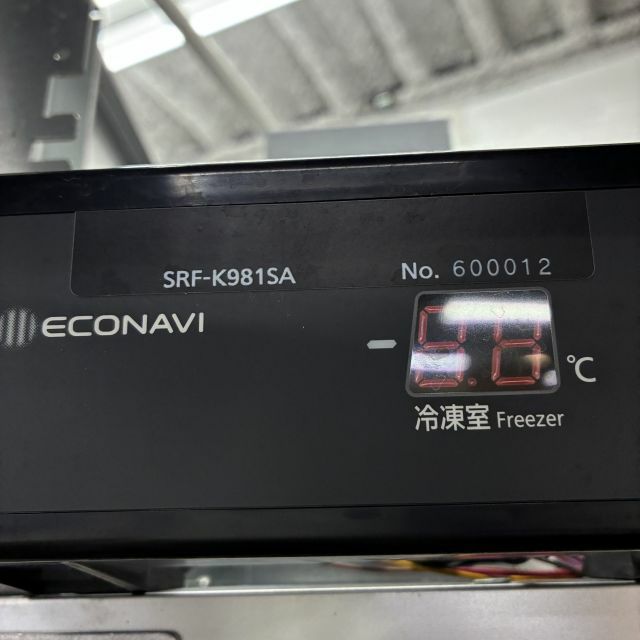 SRF-K981SA No. 600012
ECONAVI
℃
冷凍室 Freezer